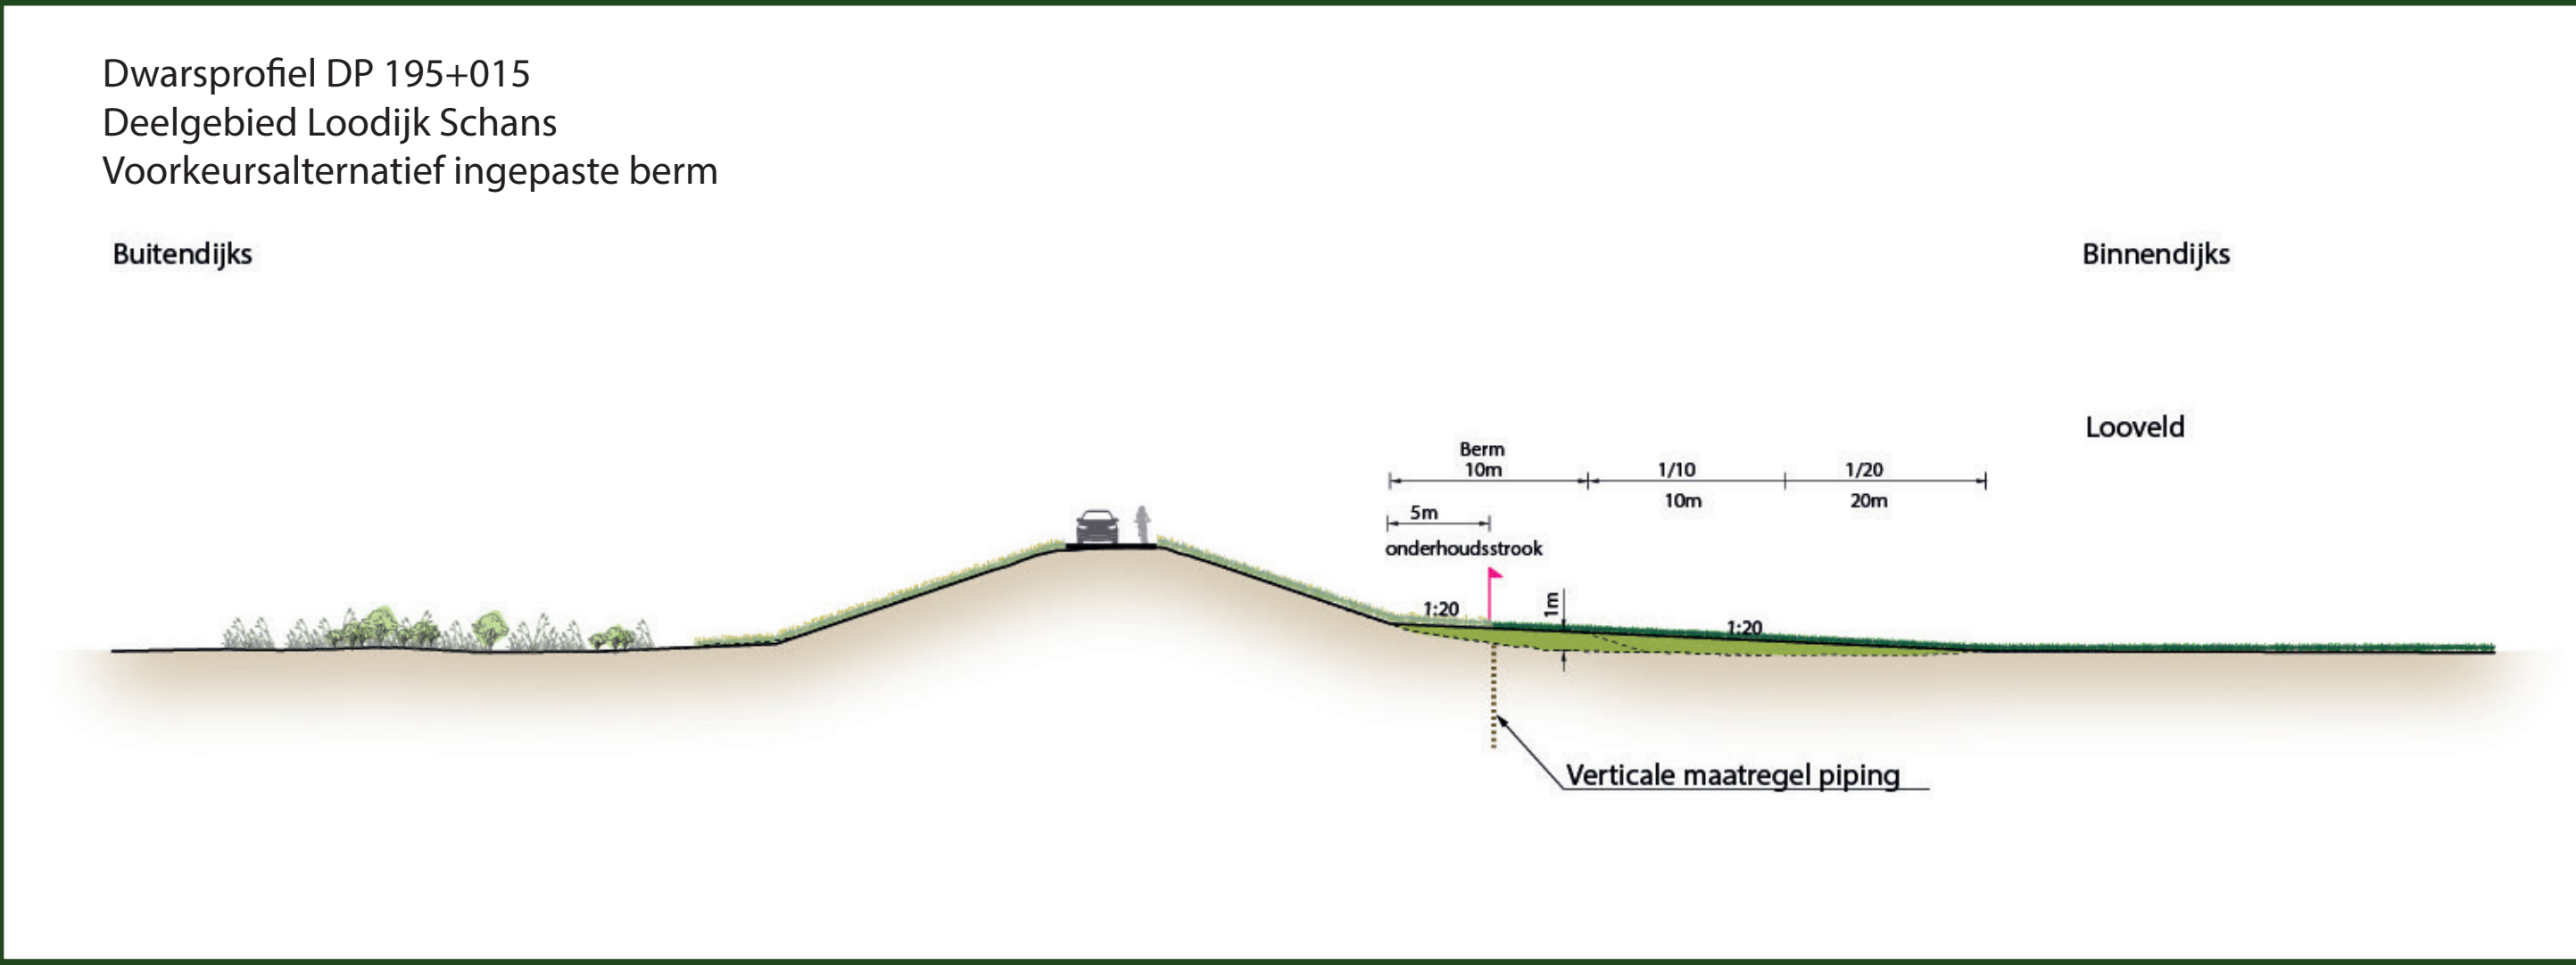 Dwarsprofiel DP 195+015
Deelgebied Loodijk Schans
Voorkeursalternatief ingepaste berm
Buitendijks
Binnendijks
Looveld
Berm
10m
1/10
10m
1/20
20m
5m
onderhoudsstrook
1:20
1m
1:20
Verticale maatregel piping